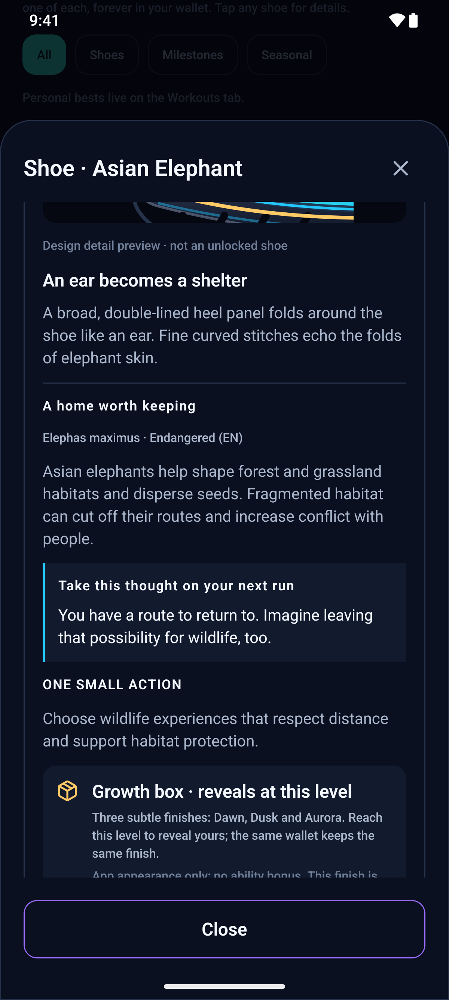 one of each, forever in your wallet. Tap any shoe for details.
9:41
All
Shoes
Milestones
Seasonal
Personal bests live on the Workouts tab.
Shoe · Asian Elephant
Design detail preview · not an unlocked shoe
An ear becomes a shelter
A broad, double-lined heel panel folds around the
shoe like an ear. Fine curved stitches echo the folds
of elephant skin.
A home worth keeping
Elephas maximus · Endangered (EN)
Asian elephants help shape forest and grassland
habitats and disperse seeds. Fragmented habitat
can cut off their routes and increase conflict with
people.
Take this thought on your next run
You have a route to return to. Imagine leaving
that possibility for wildlife, too.
ONE SMALL ACTION
Choose wildlife experiences that respect distance
and support habitat protection.
Growth box · reveals at this level
Three subtle finishes: Dawn, Dusk and Aurora. Reach
this level to reveal yours; the same wallet keeps the
same finish.
App appearance only; no ability bonus. This finish is
Close